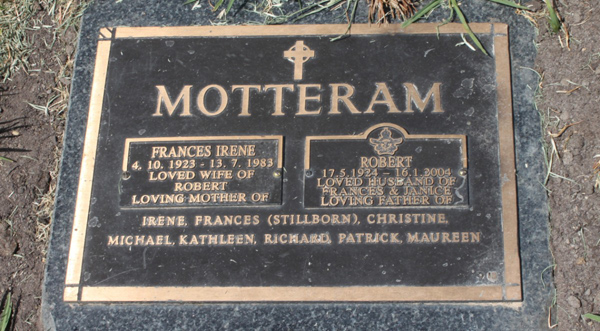 MOTTERAM
FRANCES IRENE
4. 10. 1923 - 13. 7. 1983
LOVED WIFE OF
ROBERT
LOVING MOTHER OF
ROBERT
17.5.1924 - 16.1.2004
LOVED HUSBAND OF
FRANCES & JANICE
LOVING FATHER OF
IRENE, FRANCES (STILLBORN), CHRISTINE,
MICHAEL, KATHLEEN, RICHARD, PATRICK, MAUREEN